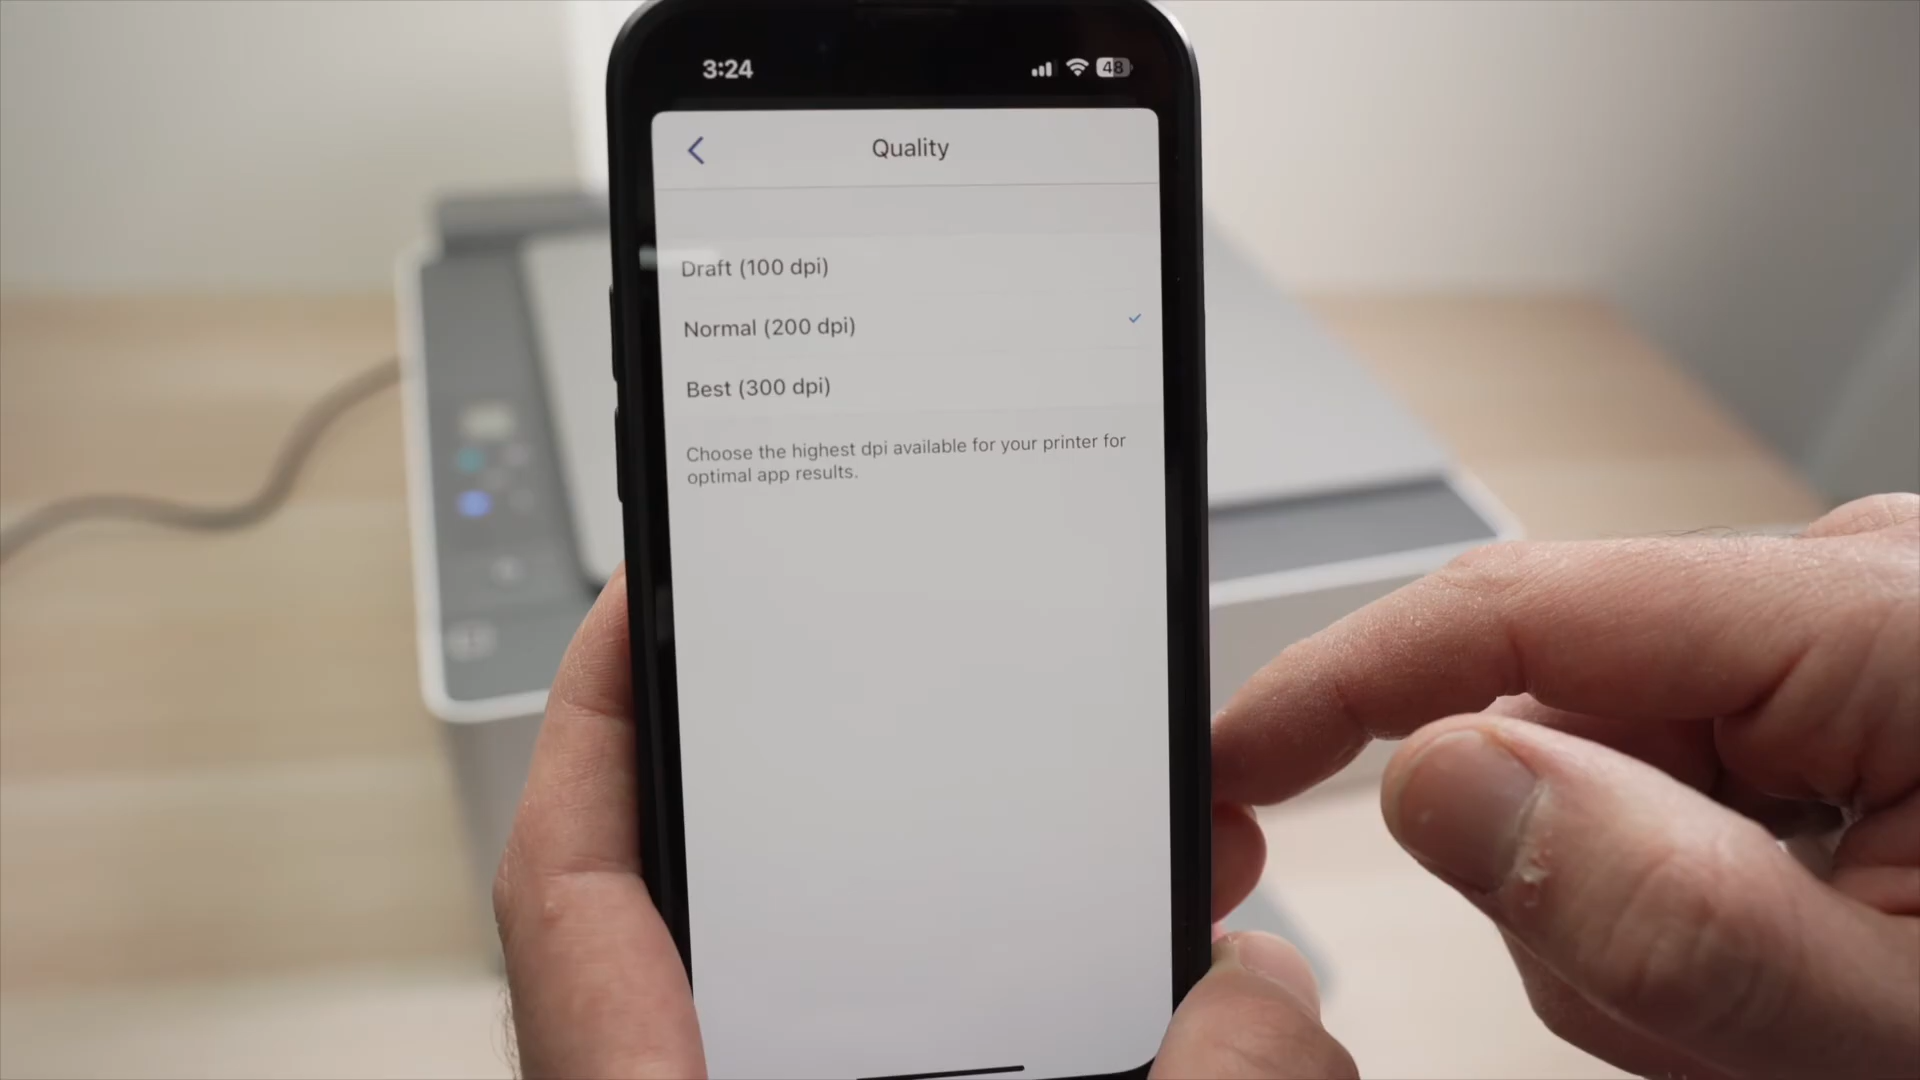 3:24
48
Quality
Draft (100 dpi)
Normal (200 dpi)
Best (300 dpi)
Choose the highest dpi available for your printer for
optimal app results.